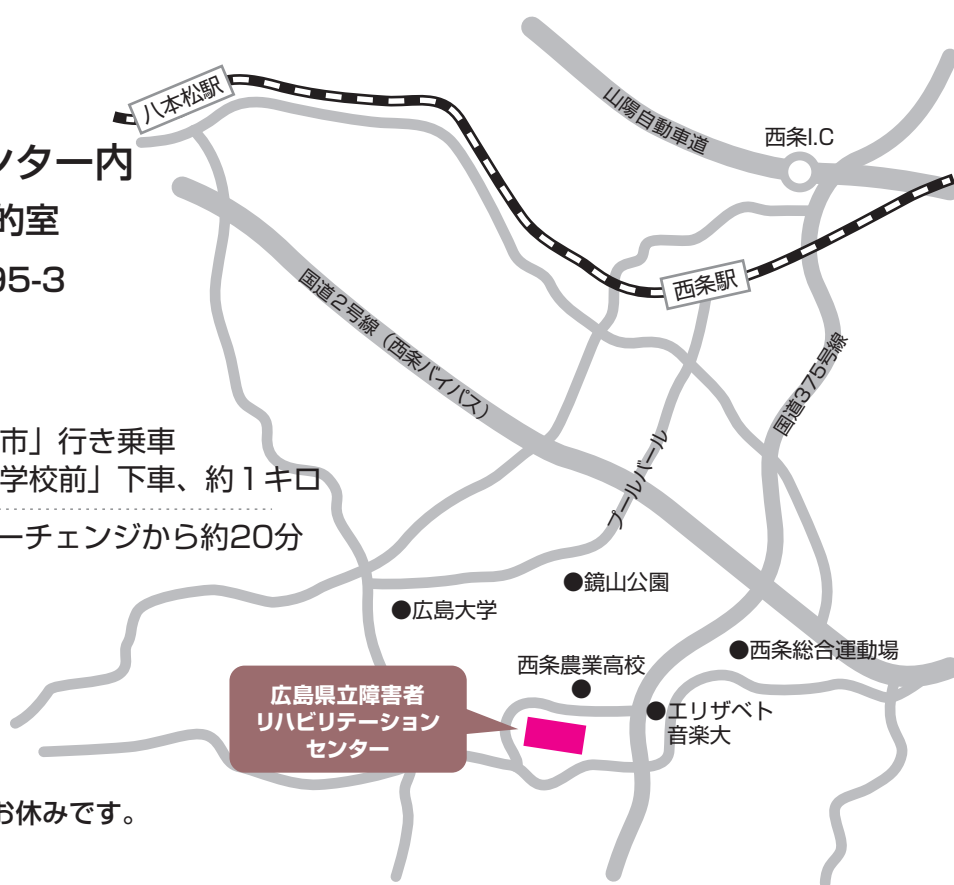 八本松駅
山陽自動車道
西条I.C
ンター内
的室
95-3
西条駅
国道2号線（西条バイパス）
国道375号線
市」行き乗車
学校前」下車、約１キロ
ーチェンジから約20分
プールバール
鏡山公園
広島大学
西条総合運動場
西条農業高校
広島県立障害者
リハビリテーション
センター
エリザベト
音楽大
お休みです。